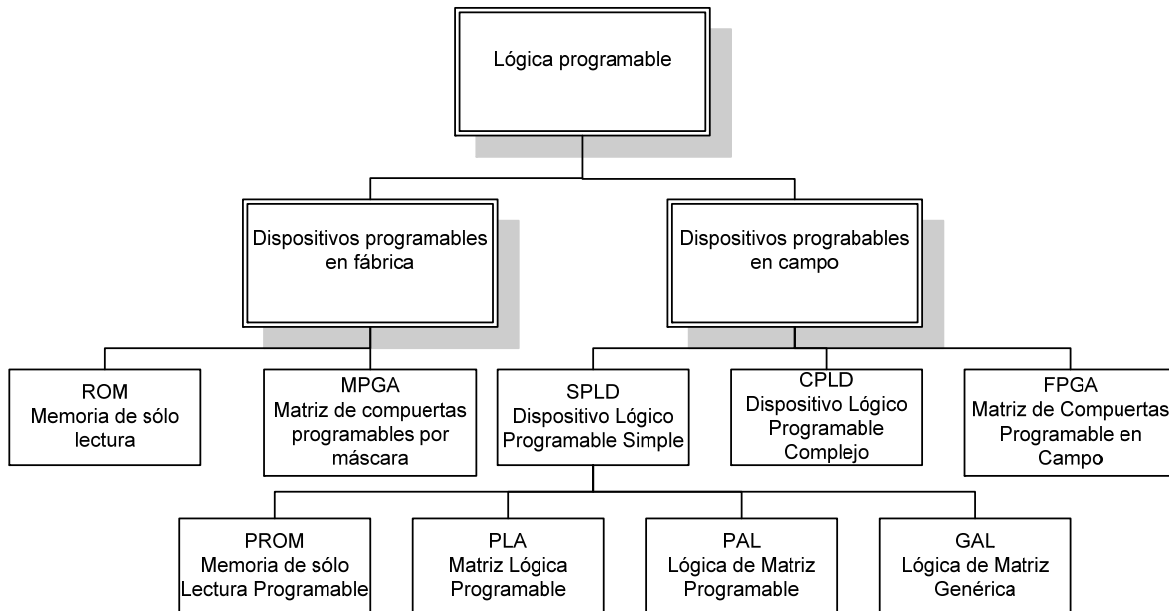 Lógica programable
Dispositivos programables
en fábrica
Dispositivos prograbables
en campo
ROM
Memoria de sólo
lectura
MPGA
Matriz de compuertas
programables por
máscara
SPLD
Dispositivo Lógico
Programable Simple
CPLD
Dispositivo Lógico
Programable
Complejo
FPGA
Matriz de Compuertas
Programable en
Campo
PROM
Memoria de sólo
Lectura Programable
PLA
Matriz Lógica
Programable
PAL
Lógica de Matriz
Programable
GAL
Lógica de Matriz
Genérica